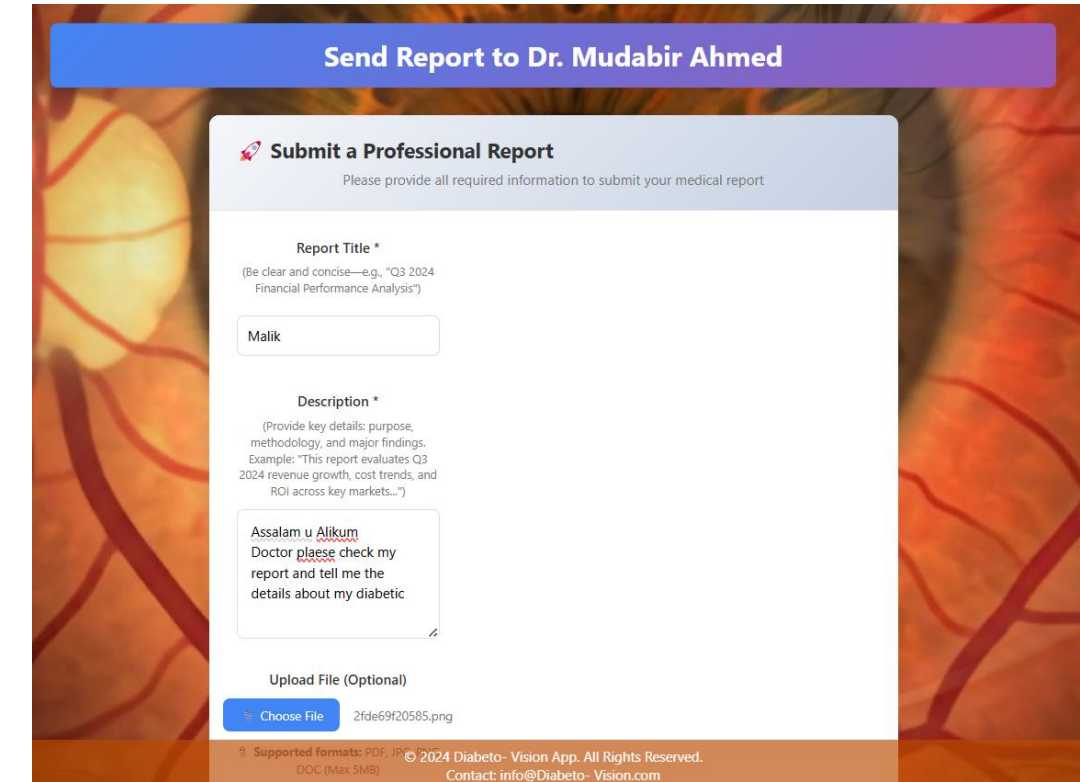 Send Report to Dr. Mudabir Ahmed
🚀 Submit a Professional Report
Please provide all required information to submit your medical report
Report Title *
(Be clear and concise—e.g., "Q3 2024
Financial Performance Analysis")
Malik
Description *
(Provide key details: purpose,
methodology, and major findings.
Example: "This report evaluates Q3
2024 revenue growth, cost trends, and
ROI across key markets...")
Assalam u Alikum
Doctor plaese check my
report and tell me the
details about my diabetic
Upload File (Optional)
Choose File 2fde69f20585.png
Supported formats: PDF, JPG, PNG,
DOC (Max 5MB)
© 2024 Diabeto- Vision App. All Rights Reserved.
Contact: info@Diabeto- Vision.com